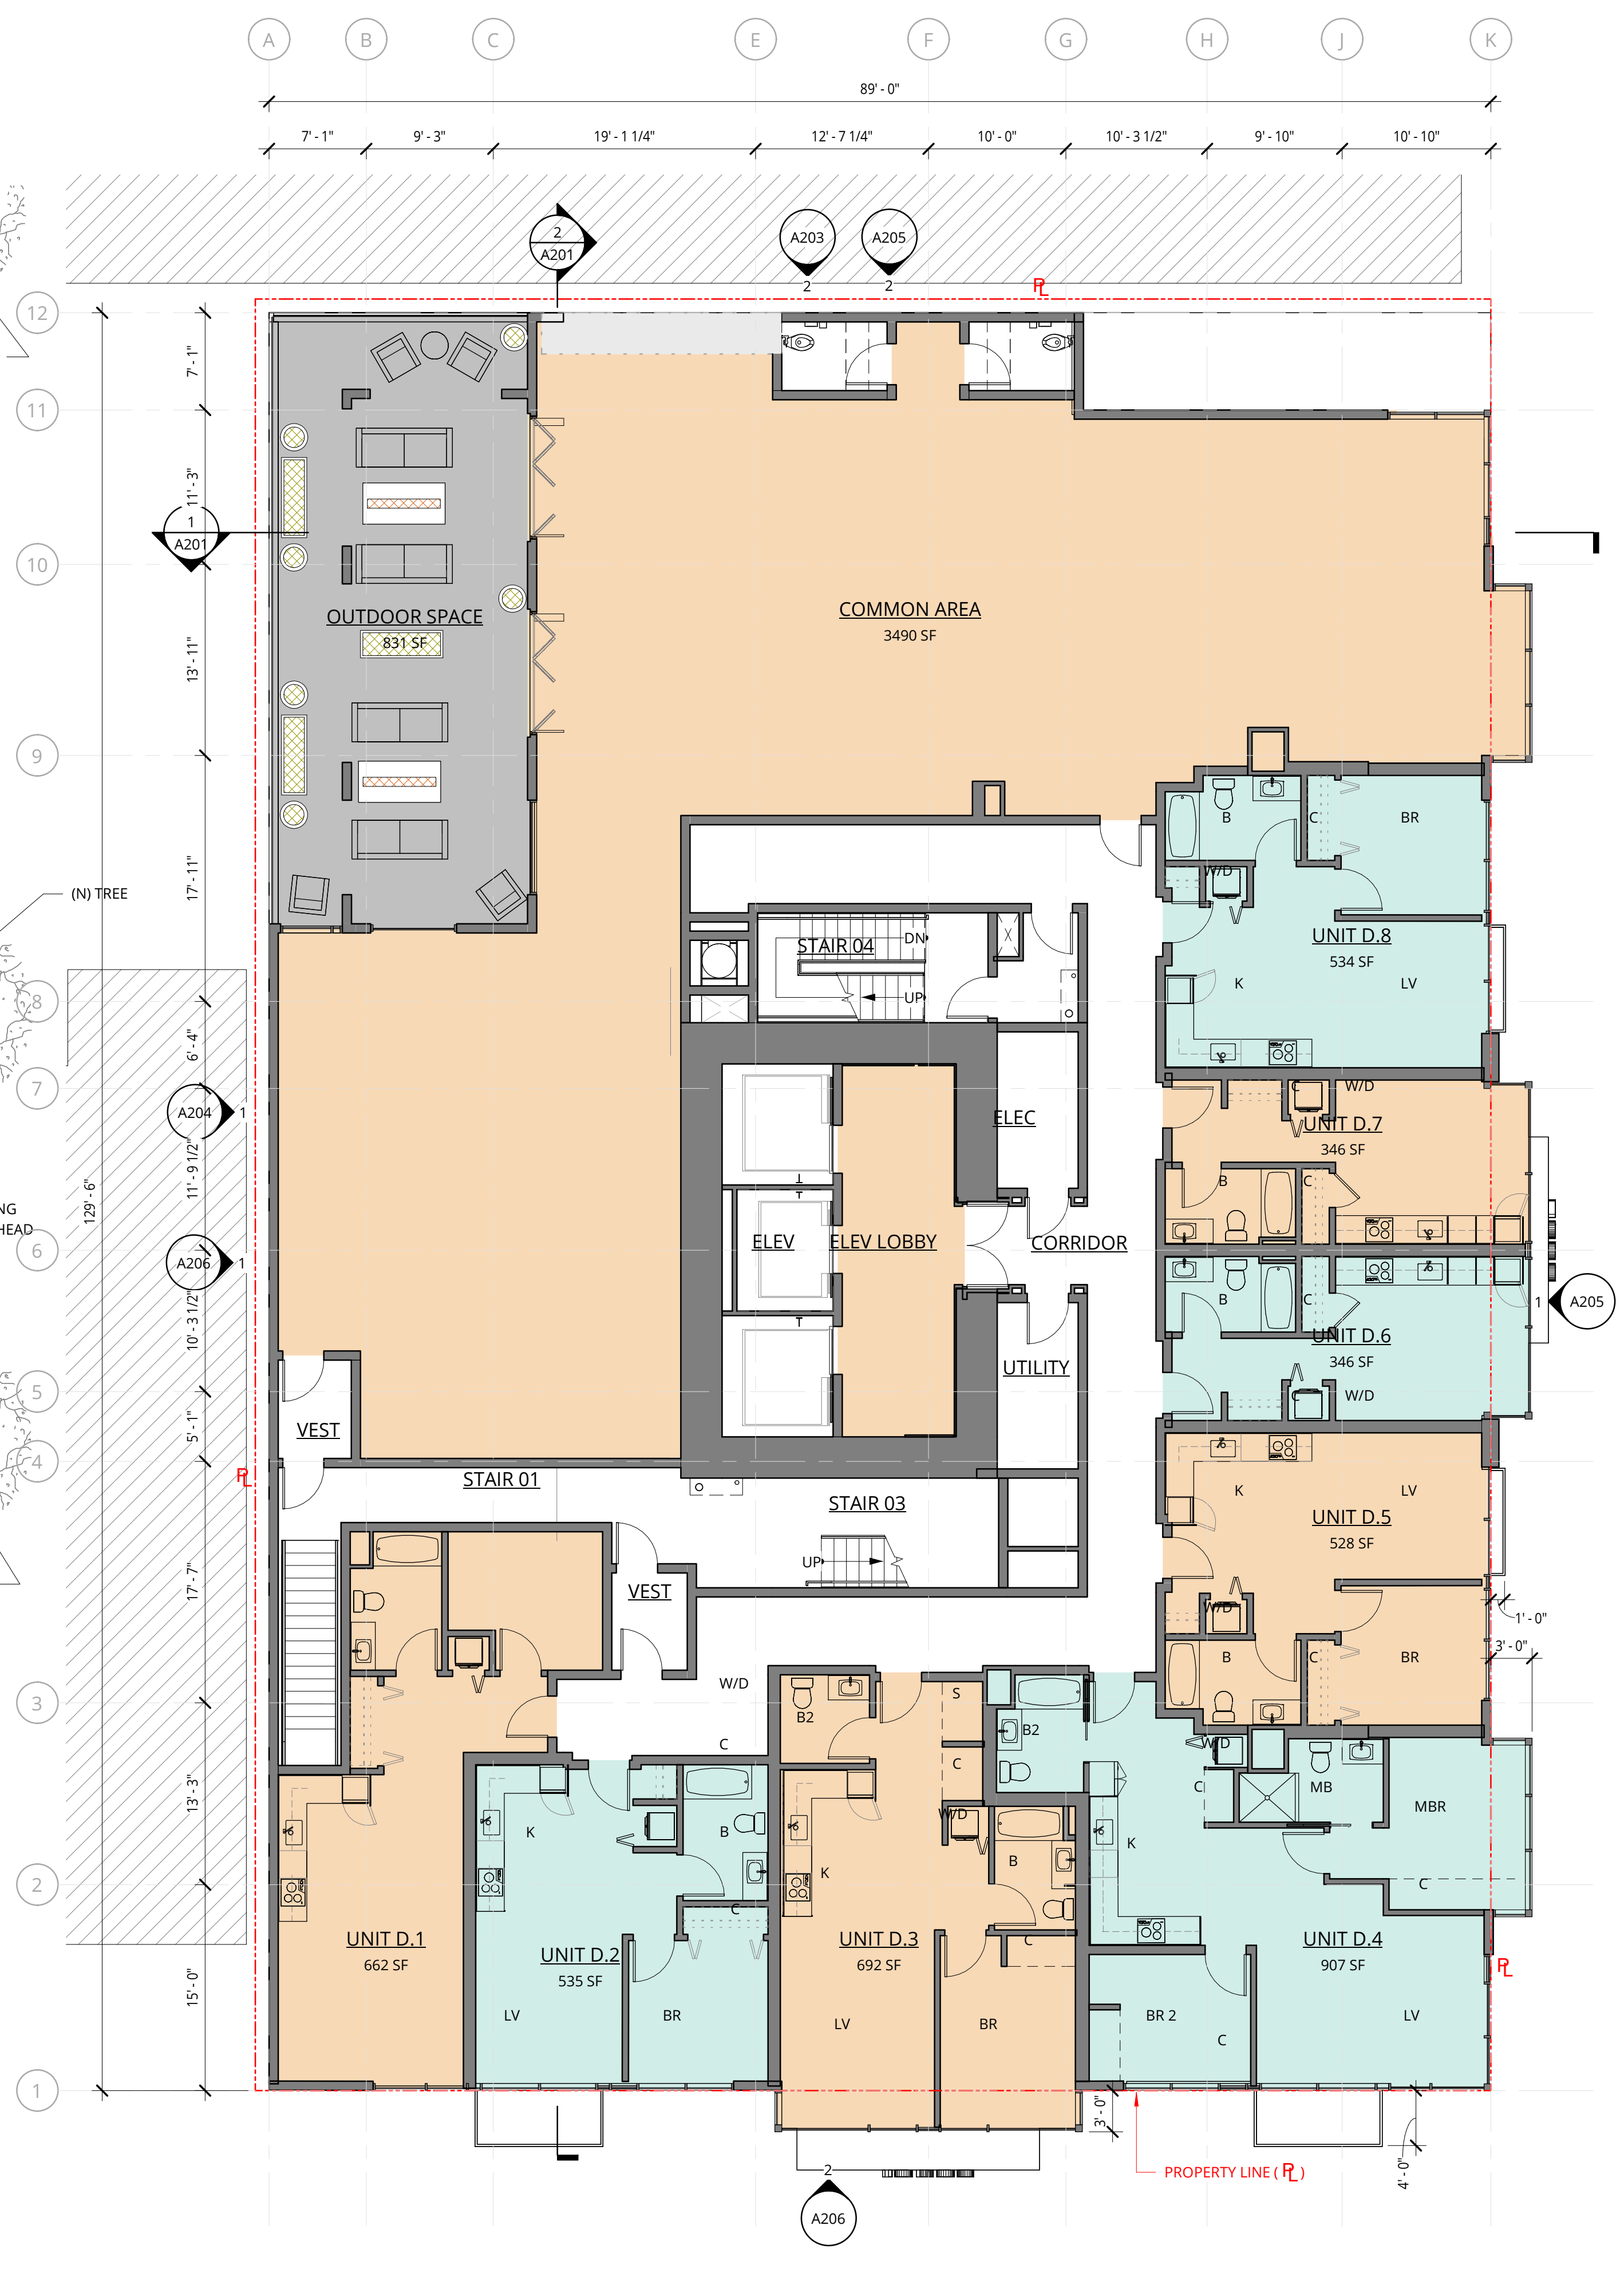 A B C E F G H J K
89' - 0"
7' - 1" 9' - 3" 19' - 1 1/4" 12' - 7 1/4" 10' - 0" 10' - 3 1/2" 9' - 10" 10' - 10"
2
A201
A203
2
A205
2
PL
12
7' - 1"
11
11' - 3"
1
A201
10
OUTDOOR SPACE
831 SF
COMMON AREA
3490 SF
13' - 11"
9
B
C
BR
17' - 11"
W/D
(N) TREE
STAIR 04
DN
UP
UNIT D.8
534 SF
K
LV
8
6' - 4"
7
C
W/D
A204
1
ELEC
UNIT D.7
346 SF
11' - 9 1/2"
B
C
129' - 6"
NG
HEAD
6
ELEV
ELEV LOBBY
CORRIDOR
A206
1
B
C
1
A205
10' - 3 1/2"
UNIT D.6
346 SF
UTILITY
5
C
W/D
5' - 1"
VEST
4
PL
STAIR 01
STAIR 03
K
LV
UNIT D.5
528 SF
UP
17' - 7"
VEST
W/D
1' - 0"
3' - 0"
B
C
BR
3
W/D
S
B2
B2
C
C
W/D
13' - 3"
C
MB
MBR
W/D
K
B
K
B
K
2
C
C
C
UNIT D.1
662 SF
UNIT D.2
535 SF
UNIT D.3
692 SF
UNIT D.4
907 SF
PL
15' - 0"
LV
BR
LV
BR
BR 2
C
LV
1
3' - 0"
4' - 0"
2
A206
PROPERTY LINE ( PL )